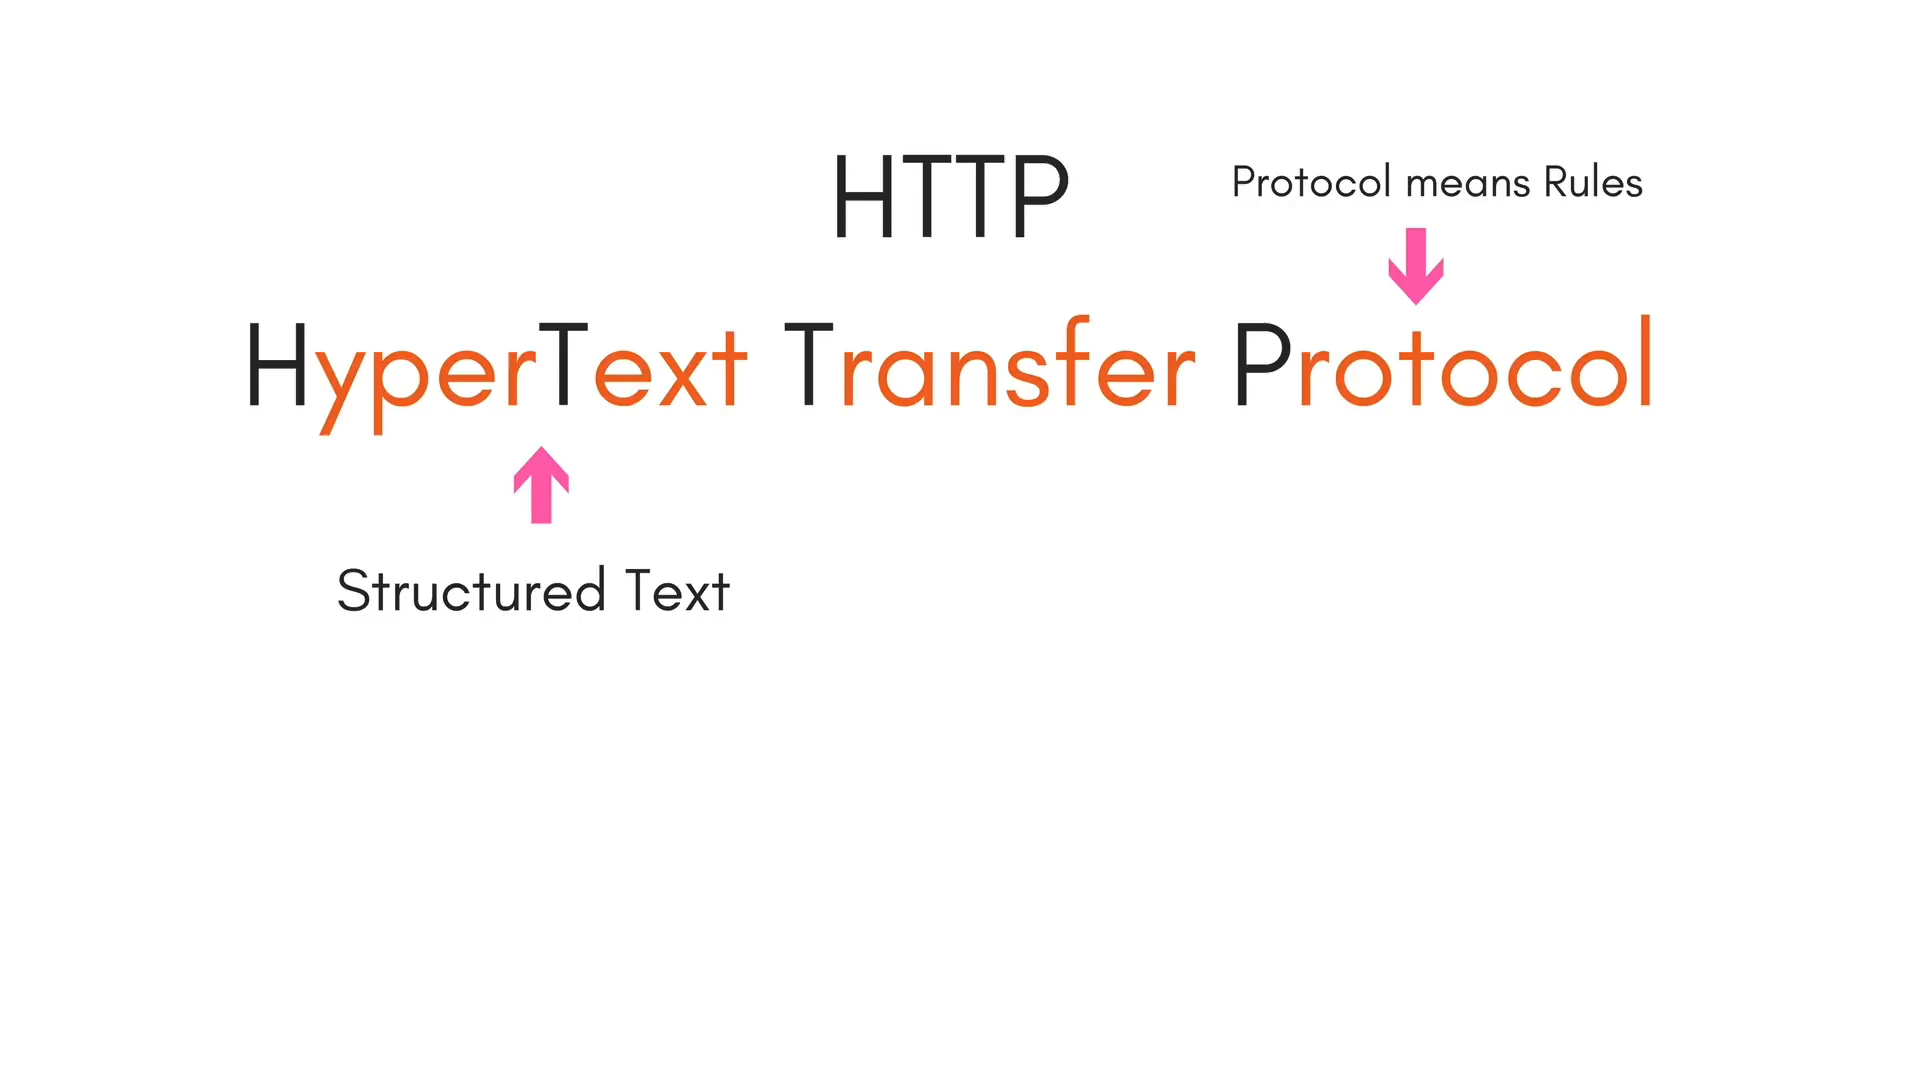 HTTP
Protocol means Rules
HyperText Transfer Protocol
Structured Text